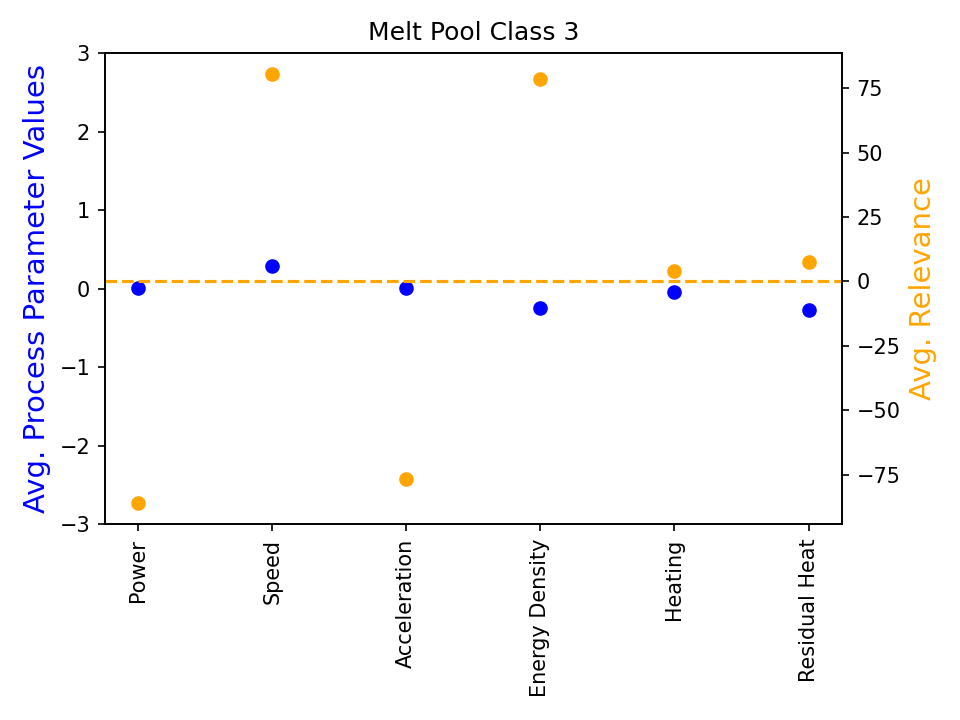 Melt Pool Class 3
Avg. Process Parameter Values
3
2
1
0
−1
−2
−3
75
50
25
0
−25
−50
−75
Avg. Relevance
Power
Speed
Acceleration
Energy Density
Heating
Residual Heat